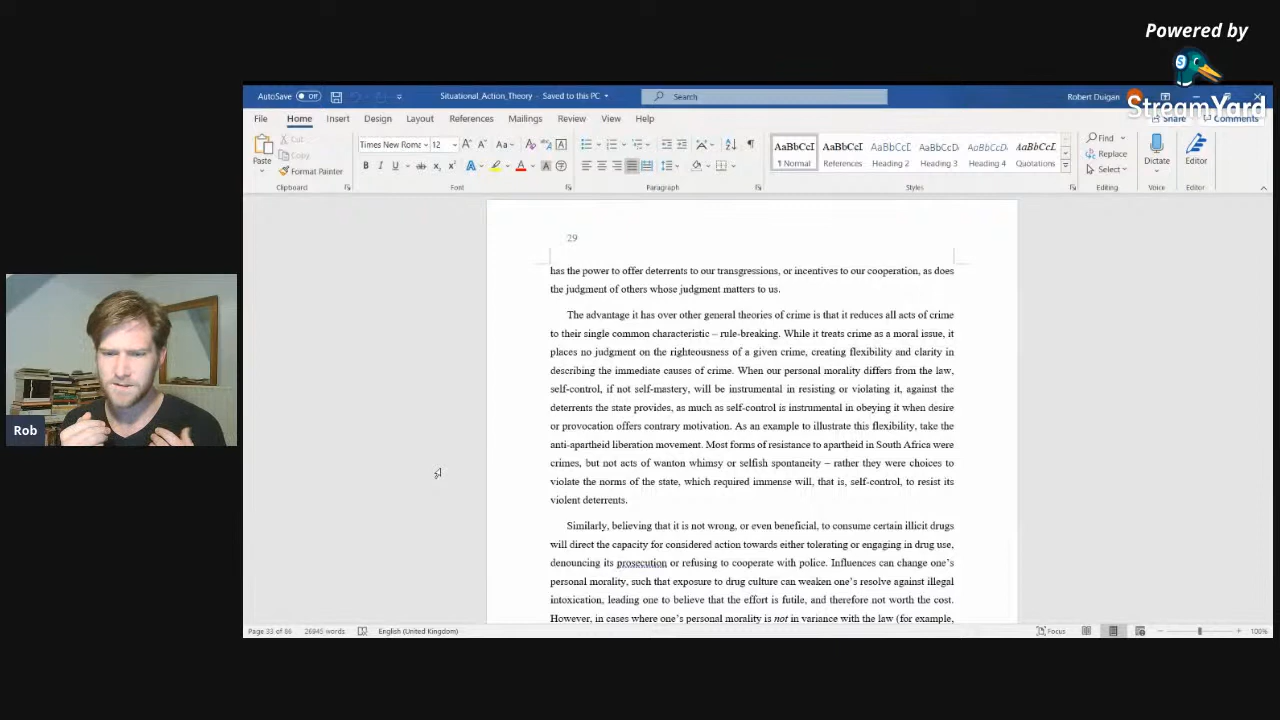 Powered by
StreamYard
AutoSave Off
Situational_Action_Theory – Saved to this PC
Search
Robert Duigan
File Home Insert Design Layout References Mailings Review View Help
Share Comments
Paste
Cut
Copy
Format Painter
Clipboard
Times New Roma 12
Font
Paragraph
AaBbCcI AaBbCcI AaBbCcI AaBbCcD AaBbCcD AaBbCcI
¶ Normal References Heading 2 Heading 3 Heading 4 Quotations
Styles
Find
Replace
Select
Editing
Dictate
Voice
Editor
Editor
29
has the power to offer deterrents to our transgressions, or incentives to our cooperation, as does
the judgment of others whose judgment matters to us.
The advantage it has over other general theories of crime is that it reduces all acts of crime
to their single common characteristic – rule-breaking. While it treats crime as a moral issue, it
places no judgment on the righteousness of a given crime, creating flexibility and clarity in
describing the immediate causes of crime. When our personal morality differs from the law,
self-control, if not self-mastery, will be instrumental in resisting or violating it, against the
deterrents the state provides, as much as self-control is instrumental in obeying it when desire
or provocation offers contrary motivation. As an example to illustrate this flexibility, take the
anti-apartheid liberation movement. Most forms of resistance to apartheid in South Africa were
crimes, but not acts of wanton whimsy or selfish spontaneity – rather they were choices to
violate the norms of the state, which required immense will, that is, self-control, to resist its
violent deterrents.
Similarly, believing that it is not wrong, or even beneficial, to consume certain illicit drugs
will direct the capacity for considered action towards either tolerating or engaging in drug use,
denouncing its prosecution or refusing to cooperate with police. Influences can change one's
personal morality, such that exposure to drug culture can weaken one's resolve against illegal
intoxication, leading one to believe that the effort is futile, and therefore not worth the cost.
However, in cases where one's personal morality is not in variance with the law (for example,
Rob
Page 33 of 86 26945 words English (United Kingdom)
Focus
100%